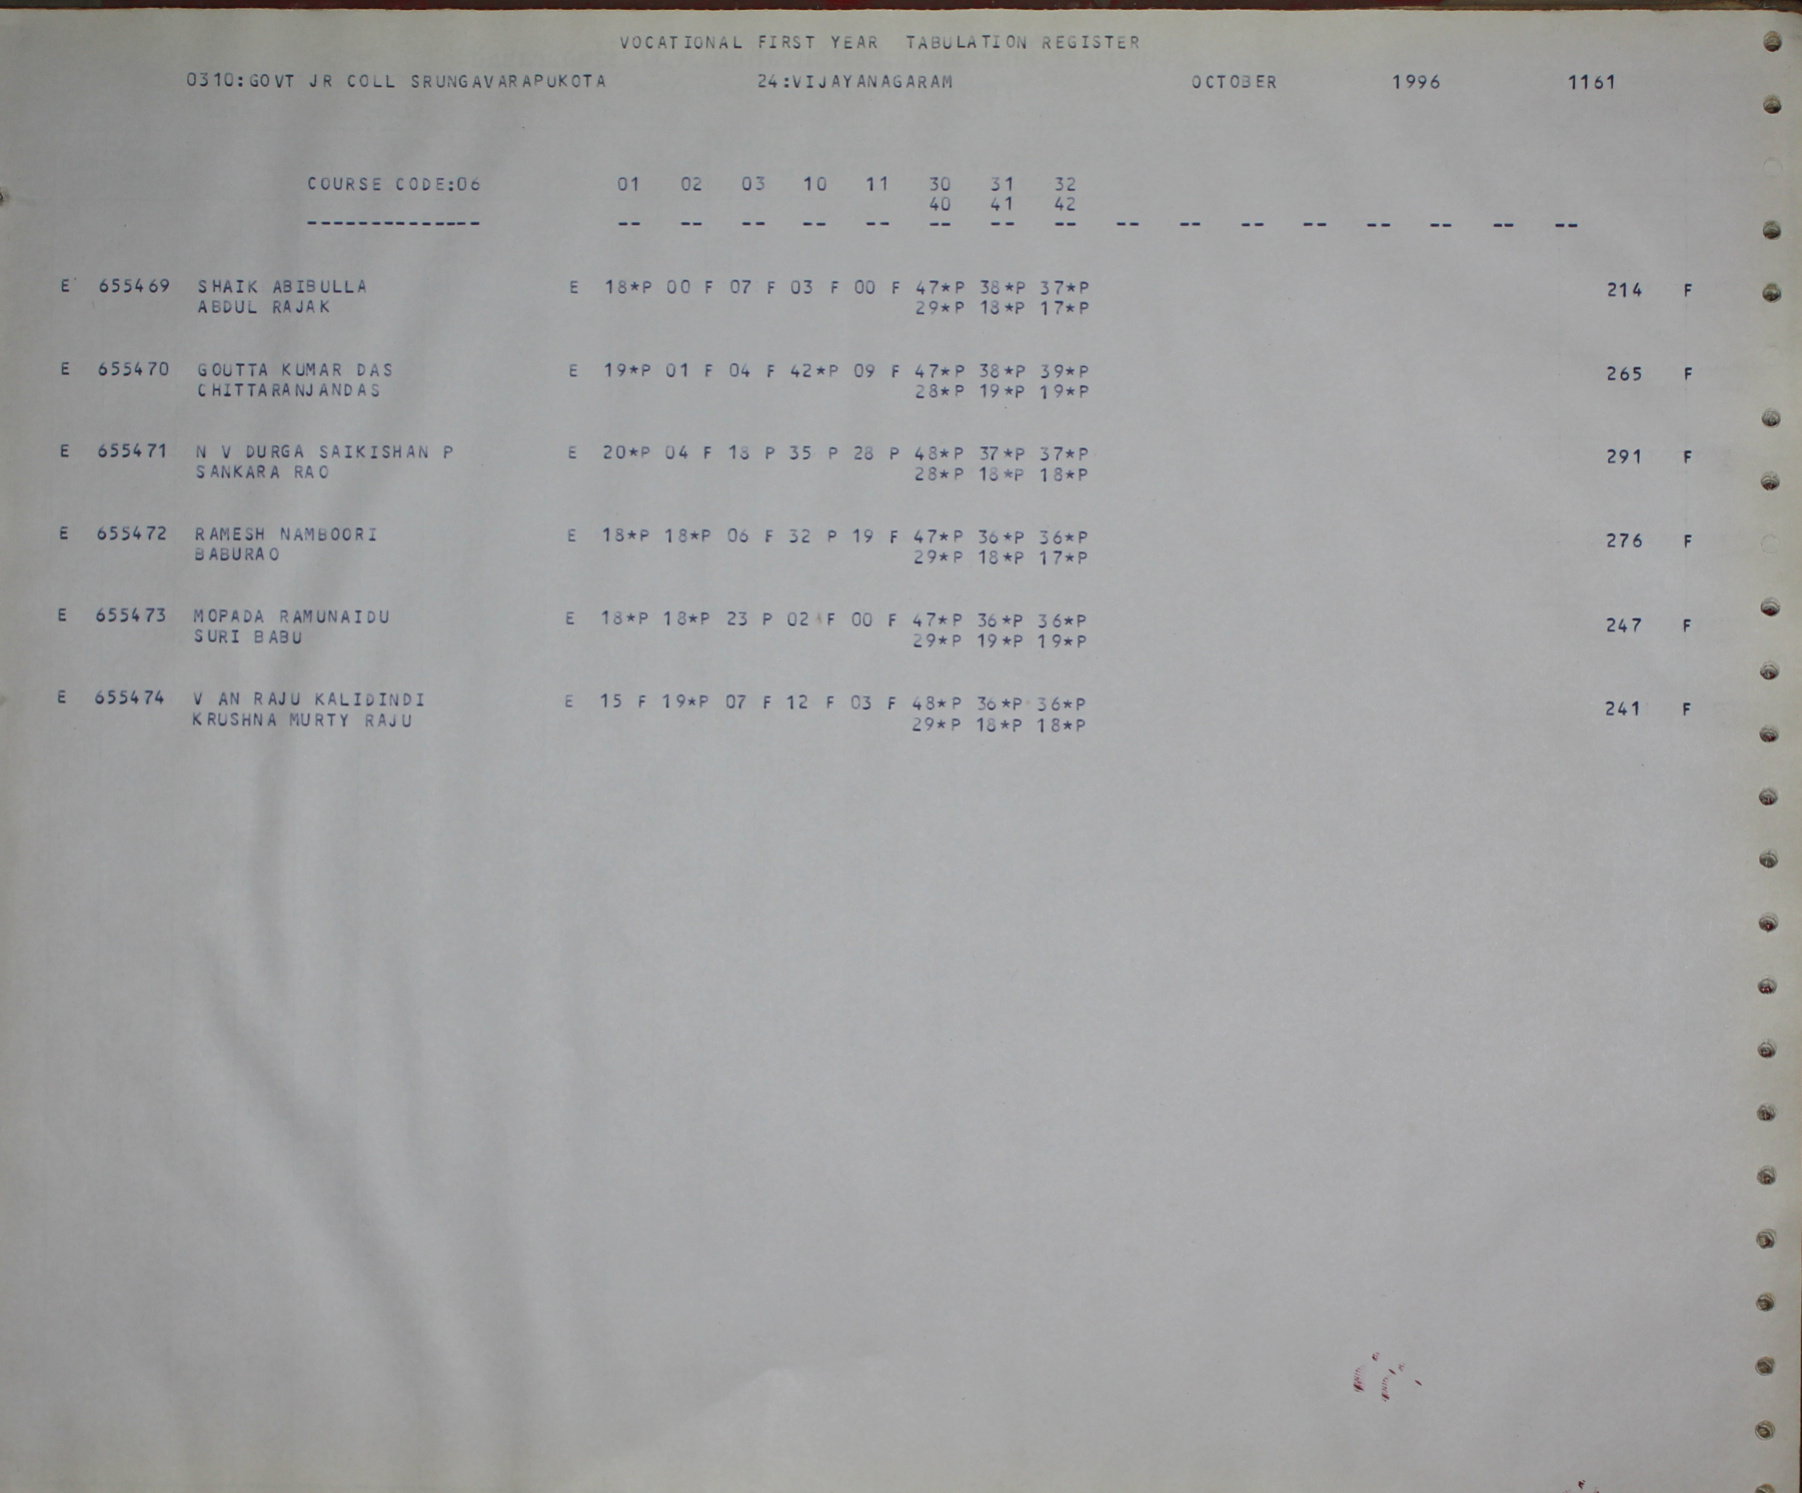 VOCATIONAL FIRST YEAR TABULATION REGISTER
0310:GOVT JR COLL SRUNGAVARAPUKOTA 24:VIJAYANAGARAM OCTOBER 1996 1161
COURSE CODE:06 01 02 03 10 11 30 31 32
40 41 42
-------------- -- -- -- -- -- -- -- -- -- -- -- -- -- -- -- --
E 655469 SHAIK ABIBULLA E 18*P 00 F 07 F 03 F 00 F 47*P 38*P 37*P 214 F
ABDUL RAJAK 29*P 18*P 17*P
E 655470 GOUTTA KUMAR DAS E 19*P 01 F 04 F 42*P 09 F 47*P 38*P 39*P 265 F
CHITTARANJANDAS 28*P 19*P 19*P
E 655471 N V DURGA SAIKISHAN P E 20*P 04 F 18 P 35 P 28 P 48*P 37*P 37*P 291 F
SANKARA RAO 28*P 18*P 18*P
E 655472 RAMESH NAMBOORI E 18*P 18*P 06 F 32 P 19 F 47*P 36*P 36*P 276 F
BABURAO 29*P 18*P 17*P
E 655473 MOPADA RAMUNAIDU E 18*P 18*P 23 P 02 F 00 F 47*P 36*P 36*P 247 F
SURI BABU 29*P 19*P 19*P
E 655474 V AN RAJU KALIDINDI E 15 F 19*P 07 F 12 F 03 F 48*P 36*P 36*P 241 F
KRUSHNA MURTY RAJU 29*P 18*P 18*P